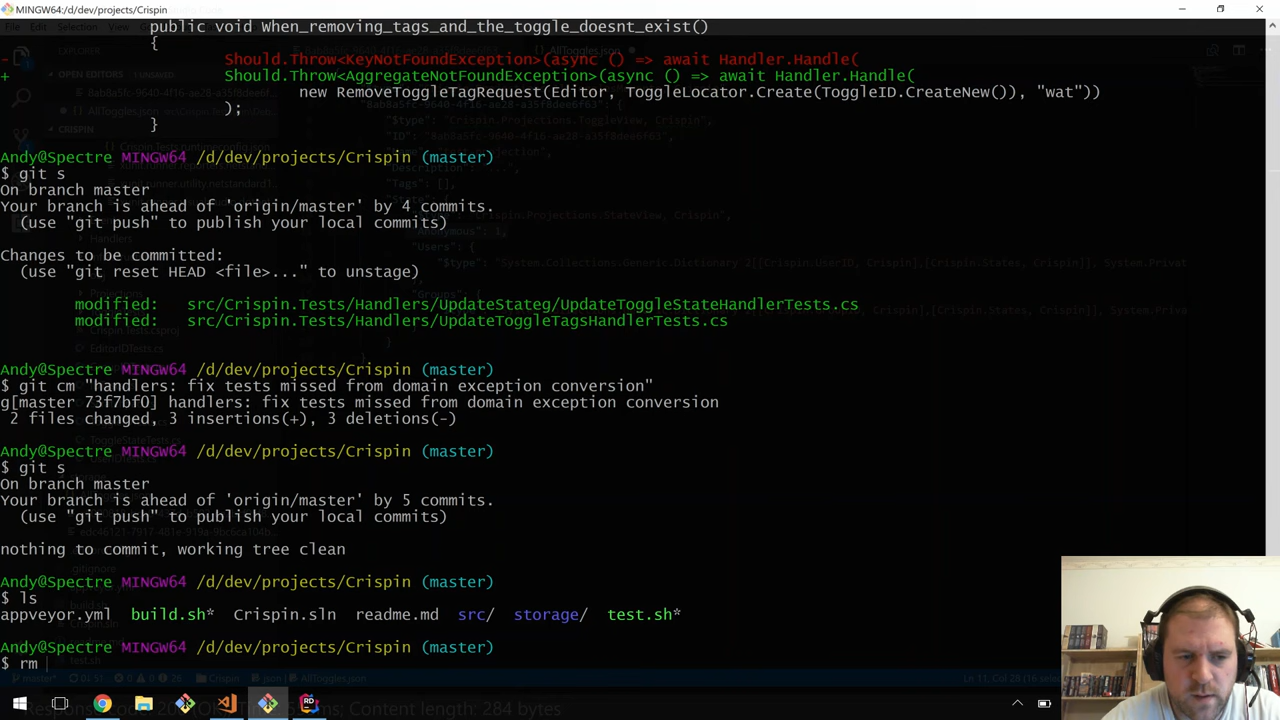 MINGW64:/d/dev/projects/Crispin
public void When_removing_tags_and_the_toggle_doesnt_exist()
{
- Should.Throw<KeyNotFoundException>(async () => await Handler.Handle(
+ Should.Throw<AggregateNotFoundException>(async () => await Handler.Handle(
new RemoveToggleTagRequest(Editor, ToggleLocator.Create(ToggleID.CreateNew()), "wat"))
);
}
Andy@Spectre MINGW64 /d/dev/projects/Crispin (master)
$ git s
On branch master
Your branch is ahead of 'origin/master' by 4 commits.
(use "git push" to publish your local commits)
Changes to be committed:
(use "git reset HEAD <file>..." to unstage)
modified: src/Crispin.Tests/Handlers/UpdateStateg/UpdateToggleStateHandlerTests.cs
modified: src/Crispin.Tests/Handlers/UpdateToggleTagsHandlerTests.cs
Andy@Spectre MINGW64 /d/dev/projects/Crispin (master)
$ git cm "handlers: fix tests missed from domain exception conversion"
g[master 73f7bf0] handlers: fix tests missed from domain exception conversion
2 files changed, 3 insertions(+), 3 deletions(-)
Andy@Spectre MINGW64 /d/dev/projects/Crispin (master)
$ git s
On branch master
Your branch is ahead of 'origin/master' by 5 commits.
(use "git push" to publish your local commits)
nothing to commit, working tree clean
Andy@Spectre MINGW64 /d/dev/projects/Crispin (master)
$ ls
appveyor.yml build.sh* Crispin.sln readme.md src/ storage/ test.sh*
Andy@Spectre MINGW64 /d/dev/projects/Crispin (master)
$ rm